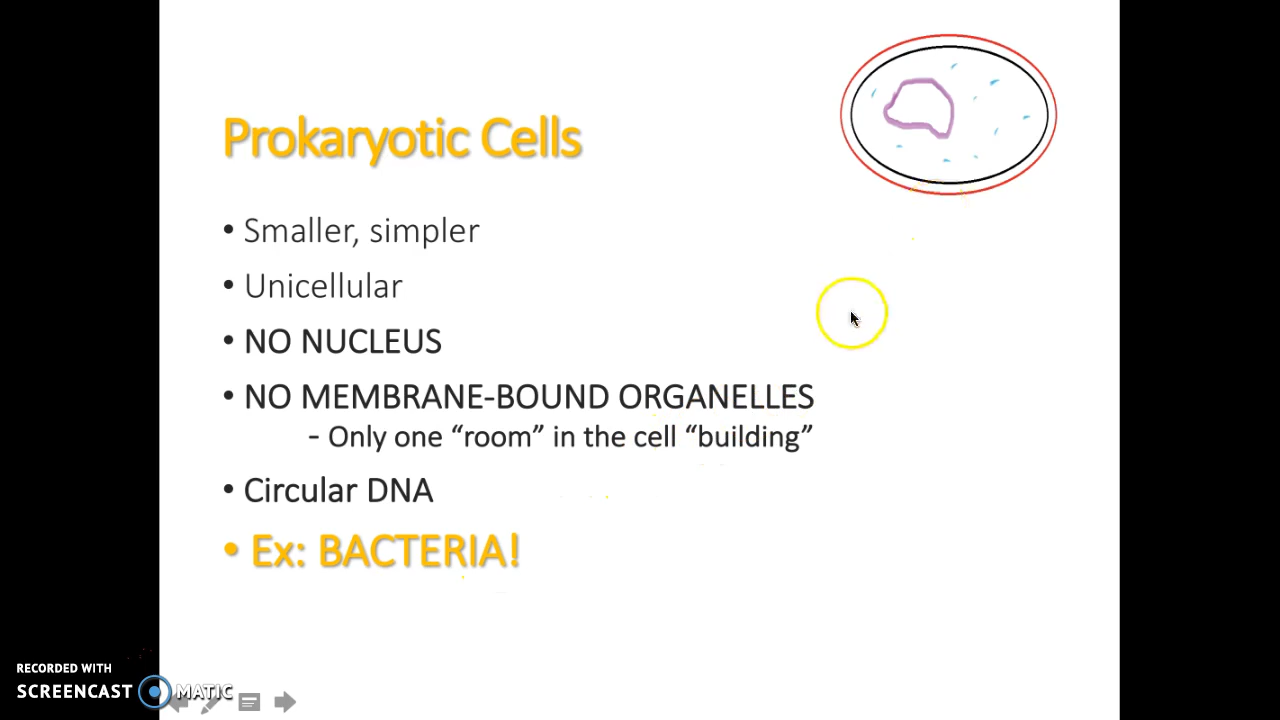 Prokaryotic Cells
• Smaller, simpler
• Unicellular
• NO NUCLEUS
• NO MEMBRANE-BOUND ORGANELLES
- Only one “room” in the cell “building”
• Circular DNA
• Ex: BACTERIA!
RECORDED WITH
SCREENCAST MATIC